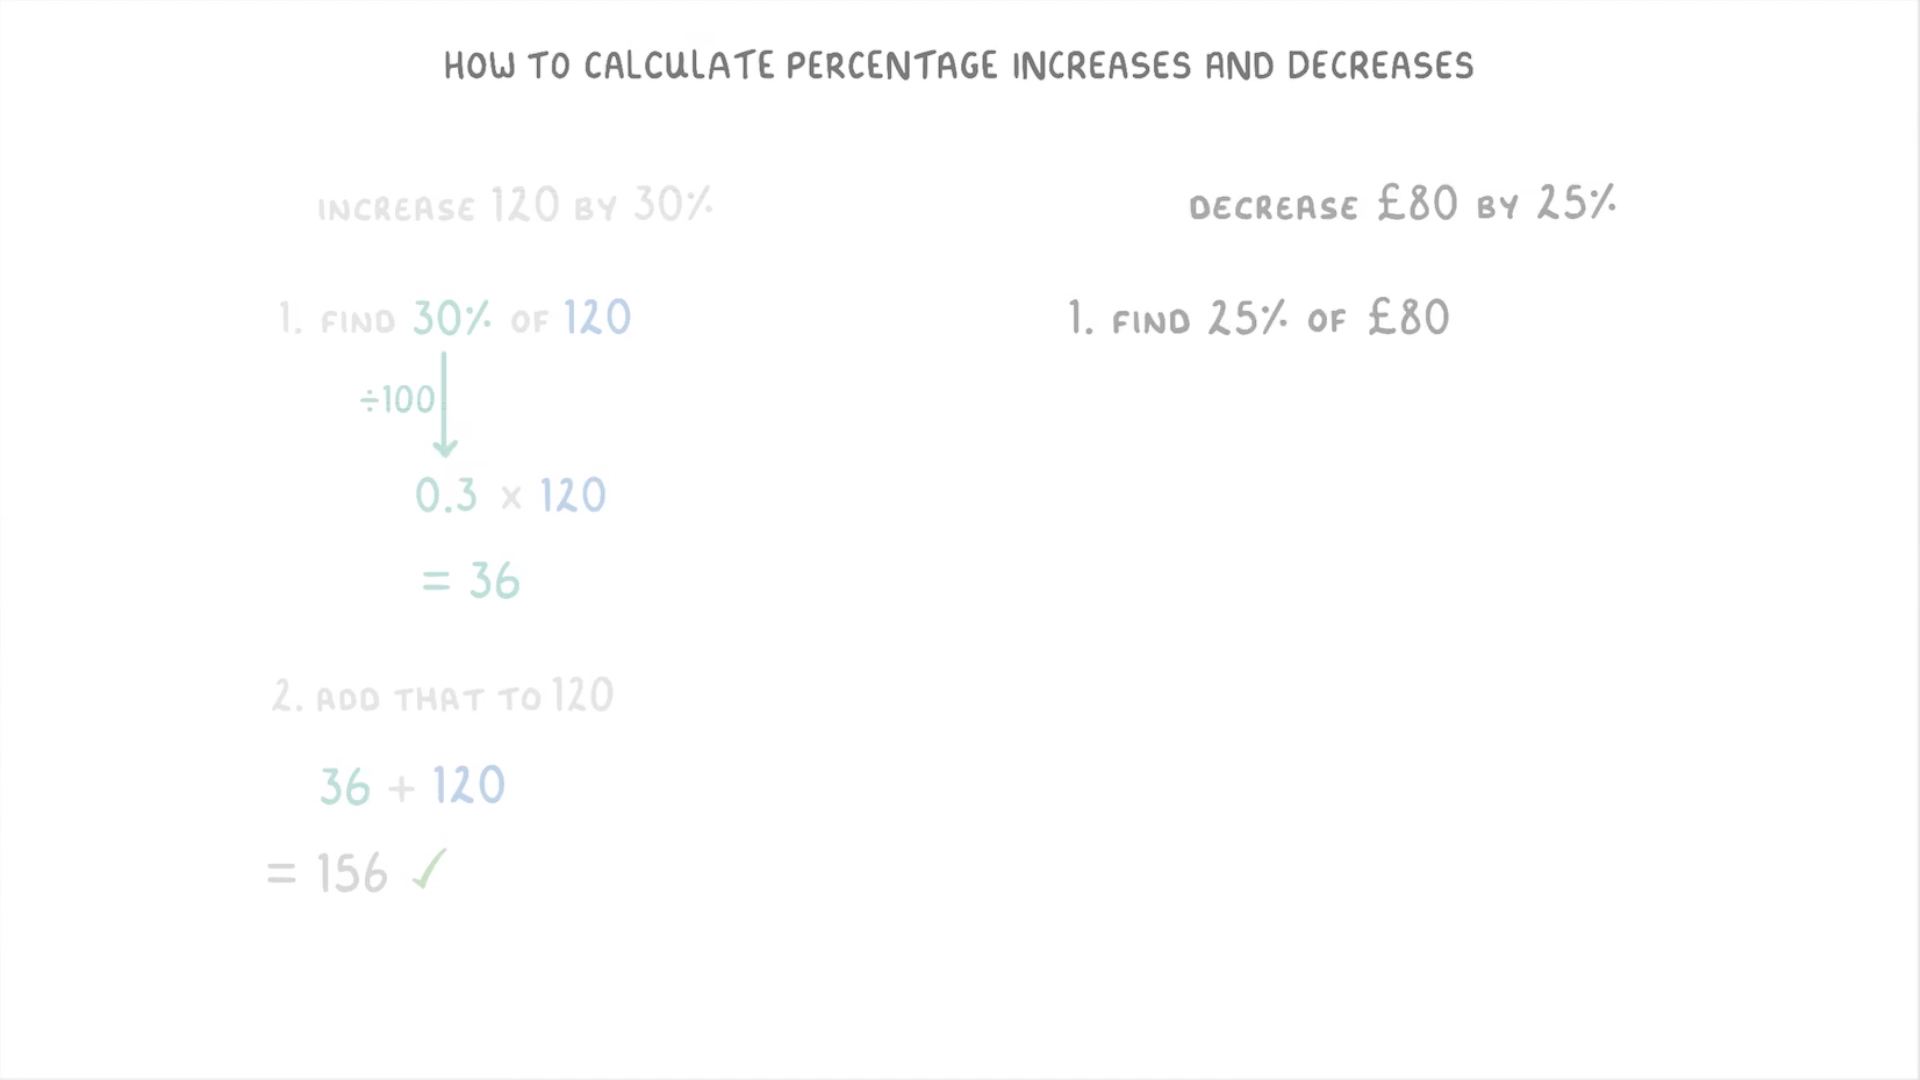 HOW TO CALCULATE PERCENTAGE INCREASES AND DECREASES
INCREASE 120 BY 30%
1. FIND 30% OF 120
÷100
0.3 × 120
= 36
2. ADD THAT TO 120
36 + 120
= 156 ✓
DECREASE £80 BY 25%
1. FIND 25% OF £80